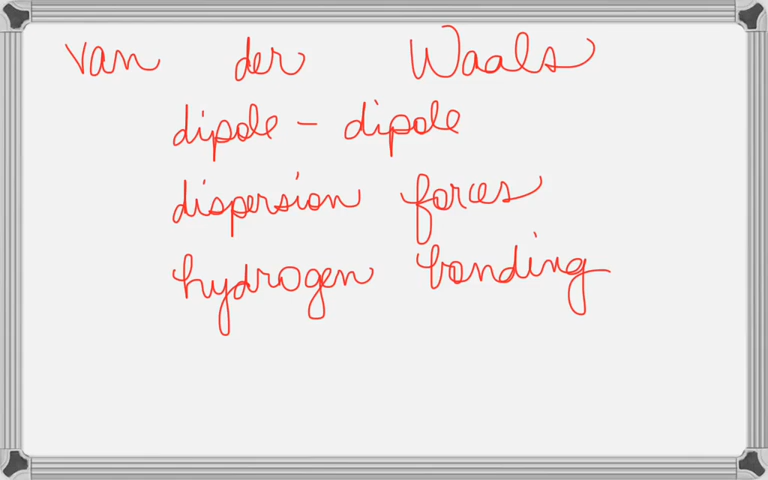 van der Waals
dipole - dipole
dispersion forces
hydrogen bonding